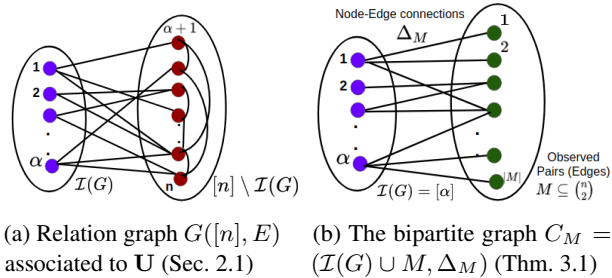 α + 1
1
2
α
n
I(G)
[n] \ I(G)
Node-Edge connections
Δ_M
1
2
1
2
α
I(G) = [α]
|M|
Observed
Pairs (Edges)
M ⊆ (n 2)
(a) Relation graph G([n], E)
associated to U (Sec. 2.1)
(b) The bipartite graph C_M =
(I(G) ∪ M, Δ_M) (Thm. 3.1)